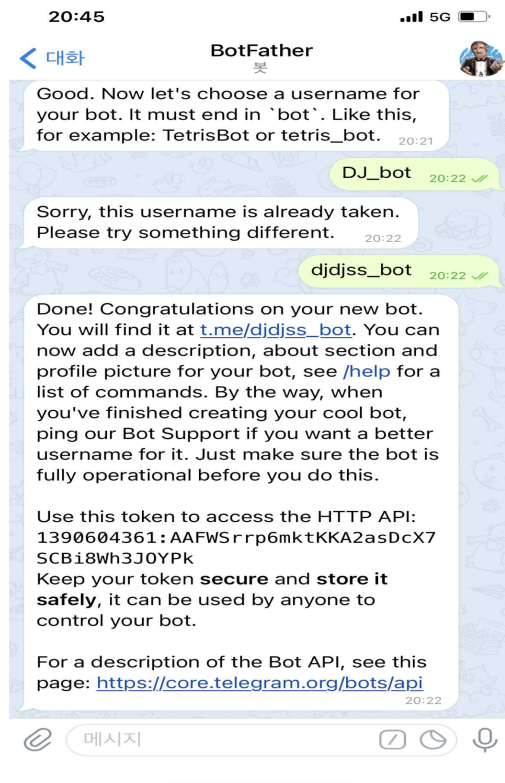 20:45
5G
대화
BotFather
봇
Good. Now let's choose a username for
your bot. It must end in `bot`. Like this,
for example: TetrisBot or tetris_bot. 20:21
DJ_bot 20:22
Sorry, this username is already taken.
Please try something different. 20:22
djdjss_bot 20:22
Done! Congratulations on your new bot.
You will find it at t.me/djdjss_bot. You can
now add a description, about section and
profile picture for your bot, see /help for a
list of commands. By the way, when
you've finished creating your cool bot,
ping our Bot Support if you want a better
username for it. Just make sure the bot is
fully operational before you do this.
Use this token to access the HTTP API:
1390604361:AAFWSrrp6mktKKA2asDcX7
SCBi8Wh3JOYPk
Keep your token secure and store it
safely, it can be used by anyone to
control your bot.
For a description of the Bot API, see this
page: https://core.telegram.org/bots/api
20:22
메시지